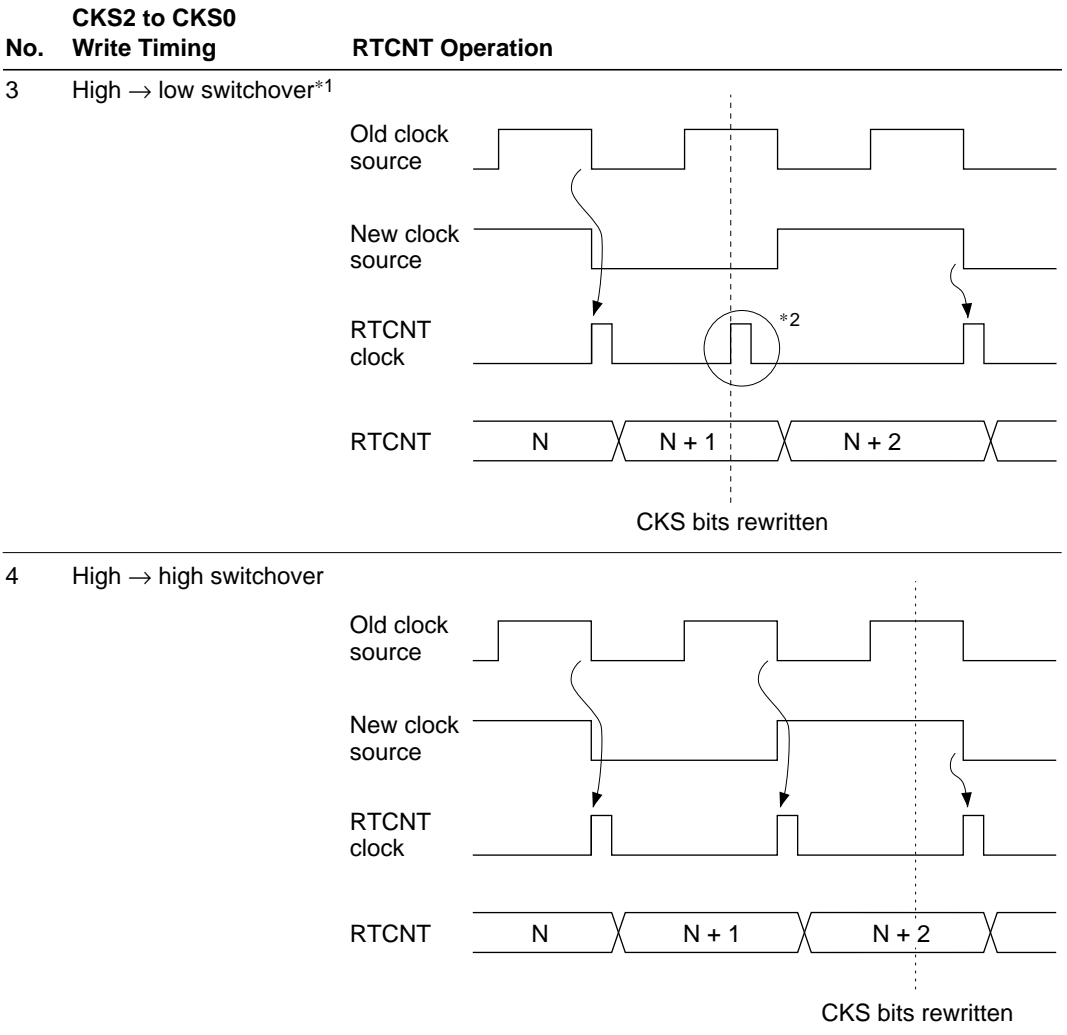 CKS2 to CKS0
No. Write Timing RTCNT Operation
3 High → low switchover*1
Old clock
source
New clock
source
RTCNT
clock
*2
RTCNT N N + 1 N + 2
CKS bits rewritten
4 High → high switchover
Old clock
source
New clock
source
RTCNT
clock
RTCNT N N + 1 N + 2
CKS bits rewritten